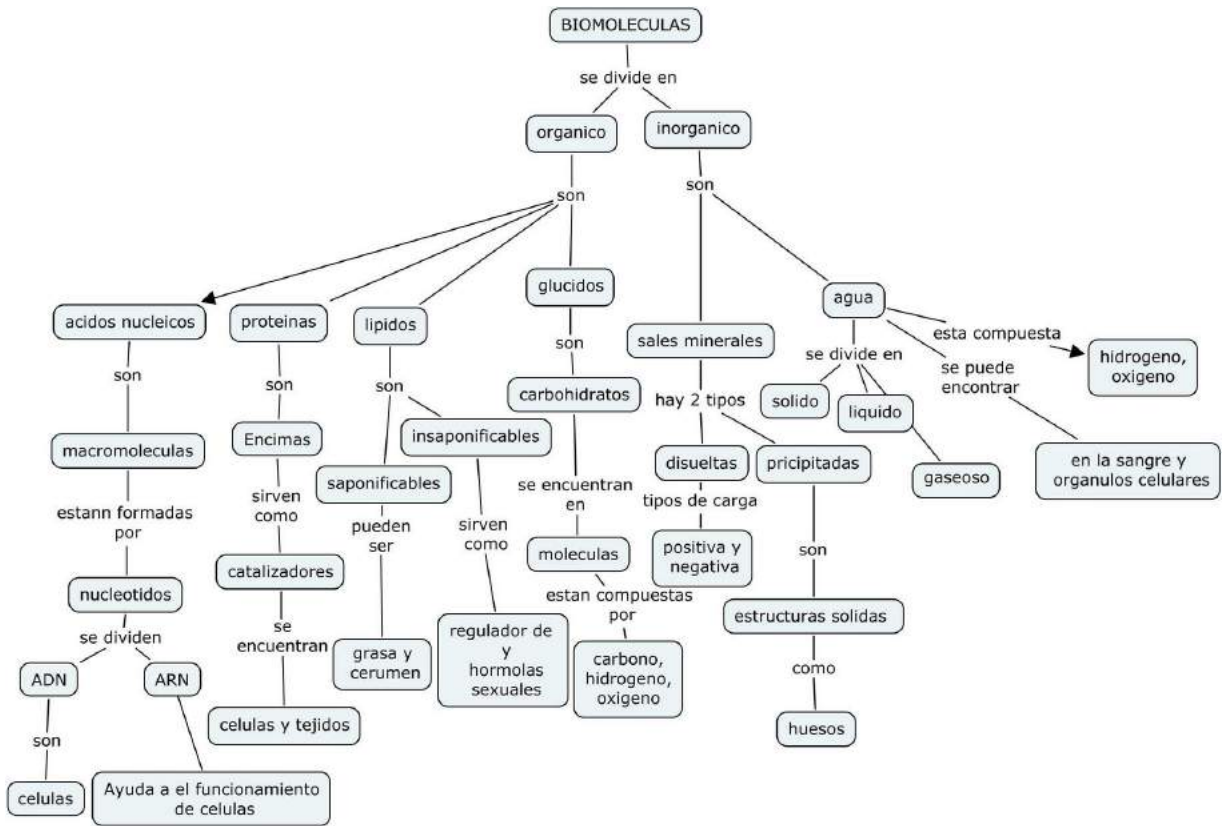 BIOMOLECULAS
se divide en
organico
inorganico
son
son
glucidos
agua
acidos nucleicos
proteinas
lipidos
sales minerales
esta compuesta
hidrogeno,
oxigeno
son
son
son
son
se divide en
se puede
encontrar
carbohidratos
hay 2 tipos
solido
liquido
macromoleculas
Encimas
insaponificables
disueltas
pricipitadas
gaseoso
en la sangre y
organulos celulares
saponificables
estann formadas
por
sirven
como
pueden
ser
sirven
como
se encuentran
en
tipos de carga
moleculas
positiva y
negativa
son
nucleotidos
catalizadores
estan compuestas
por
estructuras solidas
se dividen
se
encuentran
grasa y
cerumen
regulador de
y
hormolas
sexuales
carbono,
hidrogeno,
oxigeno
como
ADN
ARN
celulas y tejidos
huesos
son
celulas
Ayuda a el funcionamiento
de celulas